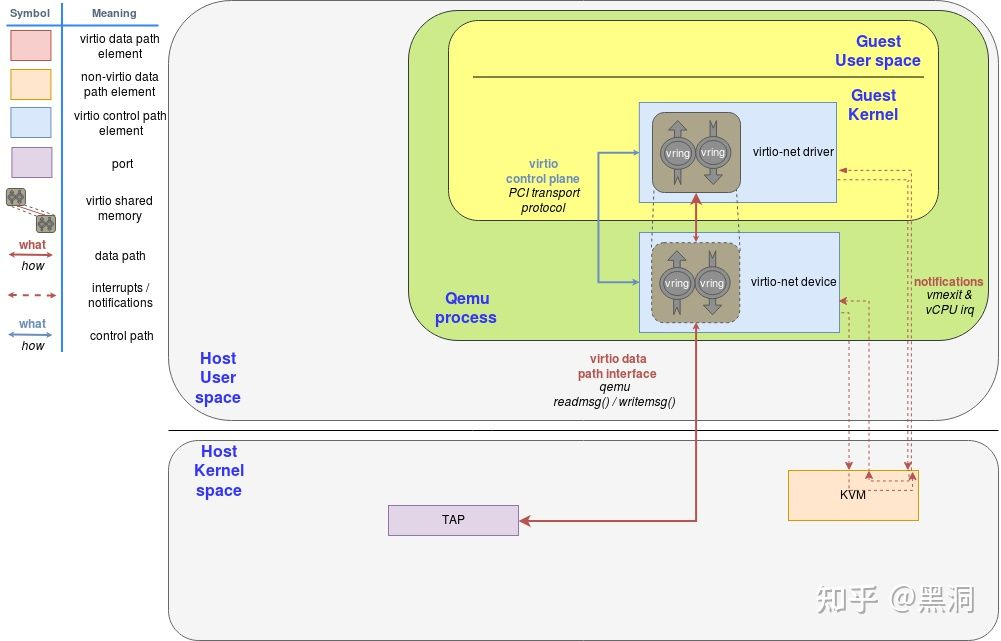 Symbol Meaning
virtio data path
element
non-virtio data
path element
virtio control path
element
port
virtio shared
memory
what
how
data path
interrupts /
notifications
what
how
control path
Guest
User space
Guest
Kernel
vring vring
virtio-net driver
virtio
control plane
PCI transport
protocol
vring vring
virtio-net device
Qemu
process
notifications
vmexit &
vCPU irq
Host
User
space
virtio data
path interface
qemu
readmsg() / writemsg()
Host
Kernel
space
TAP
KVM
知乎 @黑洞